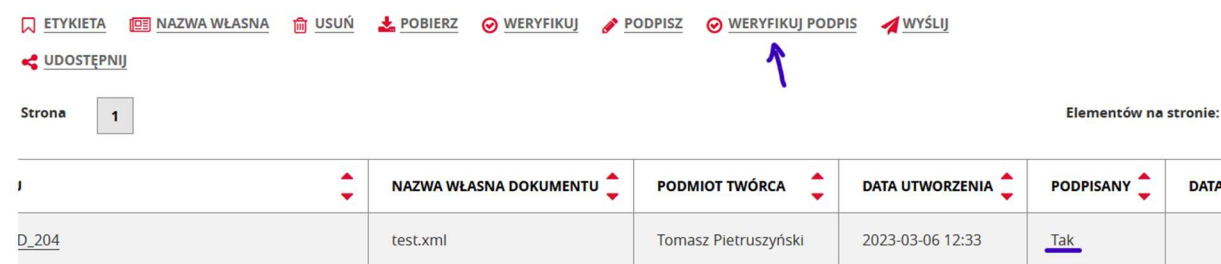 ETYKIETA NAZWA WŁASNA USUŃ POBIERZ WERYFIKUJ PODPISZ WERYFIKUJ PODPIS WYŚLIJ
UDOSTĘPNIJ
Strona 1 Elementów na stronie:
NAZWA WŁASNA DOKUMENTU PODMIOT TWÓRCA DATA UTWORZENIA PODPISANY DATA
D_204 test.xml Tomasz Pietruszyński 2023-03-06 12:33 Tak